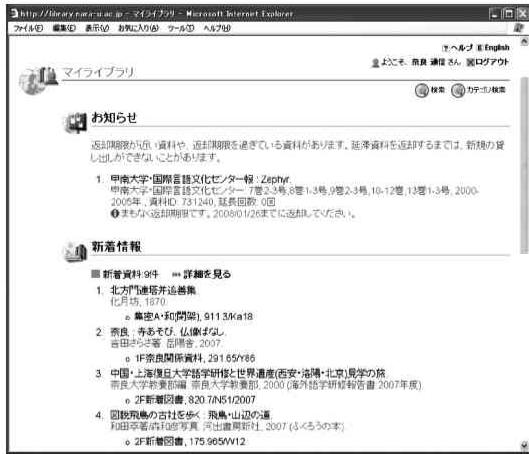 http://library.nara-u.ac.jp - マイライブラリ - Microsoft Internet Explorer
ファイル(F) 編集(E) 表示(V) お気に入り(A) ツール(T) ヘルプ(H)
ヘルプ English
ようこそ、奈良 通信 さん ログアウト
マイライブラリ
検索 カテゴリ検索
お知らせ
返却期限が近い資料や、返却期限を過ぎている資料があります。延滞資料を返却するまでは、新規の貸
し出しができないことがあります。
1. 甲南大学・国際言語文化センター報 : Zephyr.
甲南大学・国際言語文化センター: 7巻2-3号,8巻1-3号,9巻2-3号,10-12巻,13巻1-3号, 2000-
2005年 , 資料ID: 731240, 延長回数: 0回
まもなく返却期限です。2008/01/26までに返却してください。
新着情報
新着資料:9件 詳細を見る
1. 北方門連塔并追善集.
化月坊, 1870.
集密A・和(閉架), 911.3/Ka18
2. 奈良 : 寺あそび, 仏像ばなし.
吉田さらさ著. 岳陽舎, 2007.
1F奈良関係資料, 291.65/Y86
3. 中国・上海復旦大学語学研修と世界遺産(西安・洛陽・北京)見学の旅.
奈良大学教養部編. 奈良大学教養部, 2000 (海外語学研修報告書 2007年度).
2F新着図書, 820.7/N51/2007
4. 図説飛鳥の古社を歩く : 飛鳥・山辺の道.
和田萃著/森和彦写真. 河出書房新社, 2007 (ふくろうの本).
2F新着図書, 175.965/W12